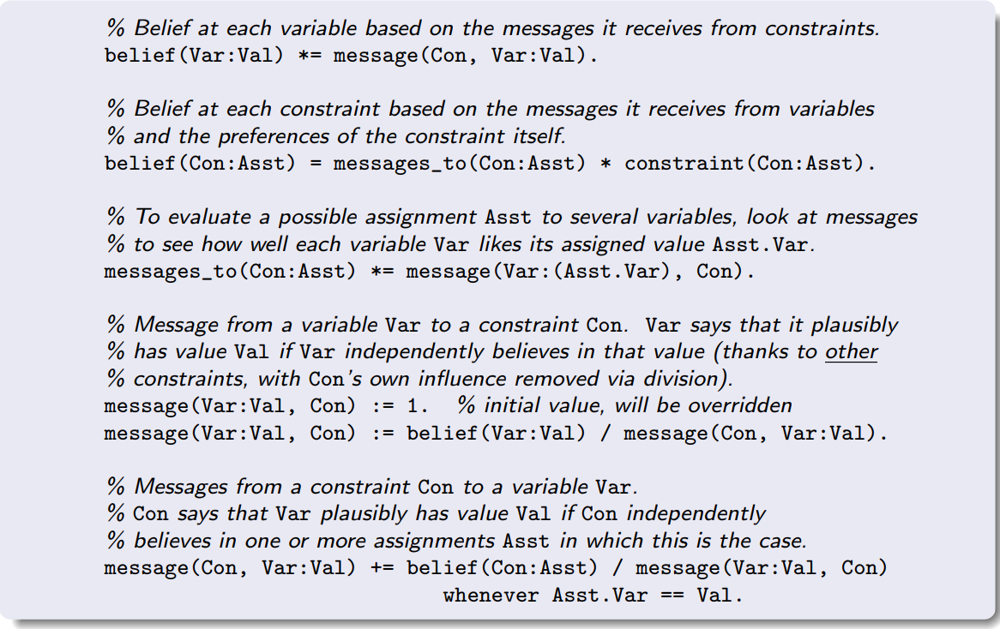 % Belief at each variable based on the messages it receives from constraints.
belief(Var:Val) *= message(Con, Var:Val).
% Belief at each constraint based on the messages it receives from variables
% and the preferences of the constraint itself.
belief(Con:Asst) = messages_to(Con:Asst) * constraint(Con:Asst).
% To evaluate a possible assignment Asst to several variables, look at messages
% to see how well each variable Var likes its assigned value Asst.Var.
messages_to(Con:Asst) *= message(Var:(Asst.Var), Con).
% Message from a variable Var to a constraint Con. Var says that it plausibly
% has value Val if Var independently believes in that value (thanks to other
% constraints, with Con's own influence removed via division).
message(Var:Val, Con) := 1. % initial value, will be overridden
message(Var:Val, Con) := belief(Var:Val) / message(Con, Var:Val).
% Messages from a constraint Con to a variable Var.
% Con says that Var plausibly has value Val if Con independently
% believes in one or more assignments Asst in which this is the case.
message(Con, Var:Val) += belief(Con:Asst) / message(Var:Val, Con)
whenever Asst.Var == Val.